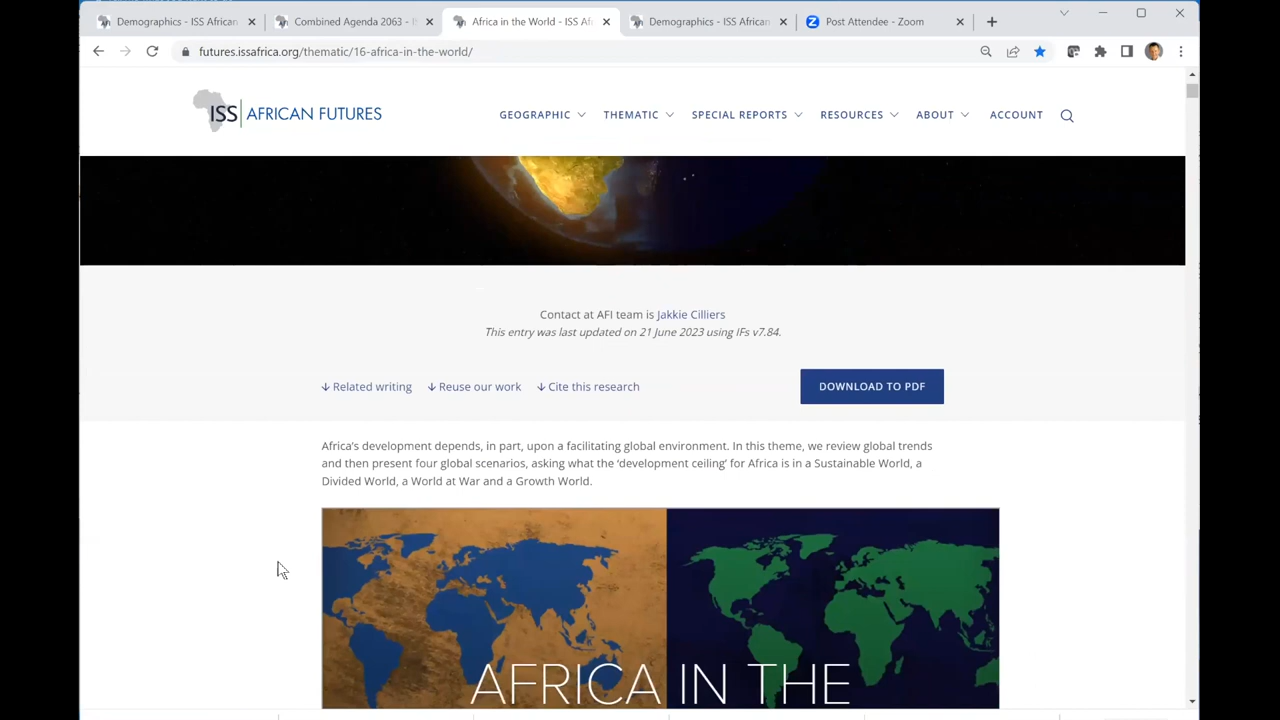 Demographics - ISS African
Combined Agenda 2063 - I
Africa in the World - ISS Af
Demographics - ISS African
Post Attendee - Zoom
futures.issafrica.org/thematic/16-africa-in-the-world/
ISS AFRICAN FUTURES
GEOGRAPHIC THEMATIC SPECIAL REPORTS RESOURCES ABOUT ACCOUNT
Contact at AFI team is Jakkie Cilliers
This entry was last updated on 21 June 2023 using IFs v7.84.
↓ Related writing ↓ Reuse our work ↓ Cite this research
DOWNLOAD TO PDF
Africa's development depends, in part, upon a facilitating global environment. In this theme, we review global trends
and then present four global scenarios, asking what the 'development ceiling' for Africa is in a Sustainable World, a
Divided World, a World at War and a Growth World.
AFRICA IN THE